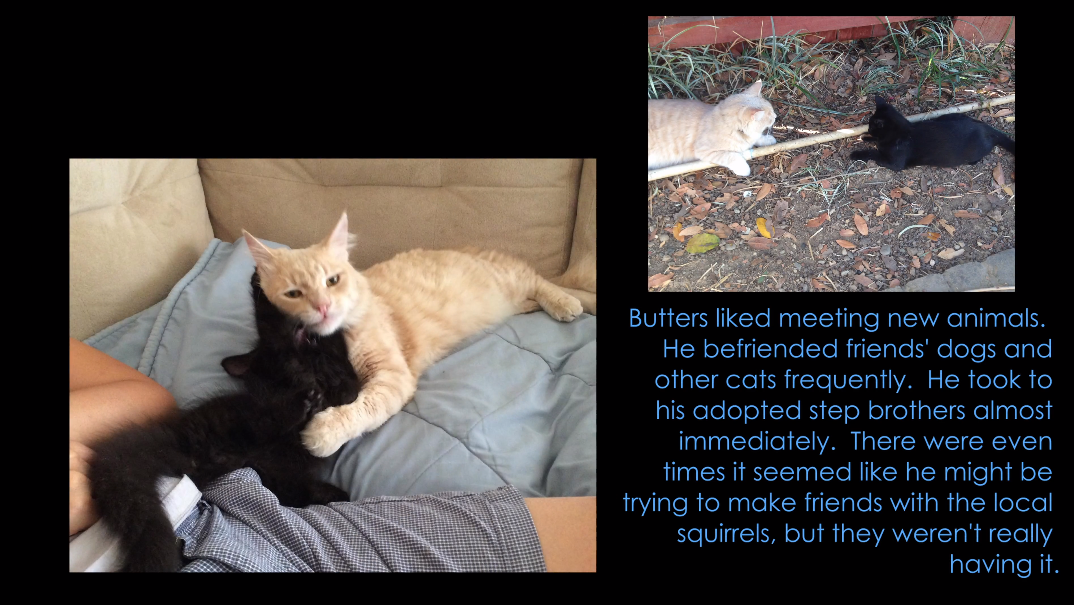 Butters liked meeting new animals.
He befriended friends' dogs and
other cats frequently.  He took to
his adopted step brothers almost
immediately.  There were even
times it seemed like he might be
trying to make friends with the local
squirrels, but they weren't really
having it.